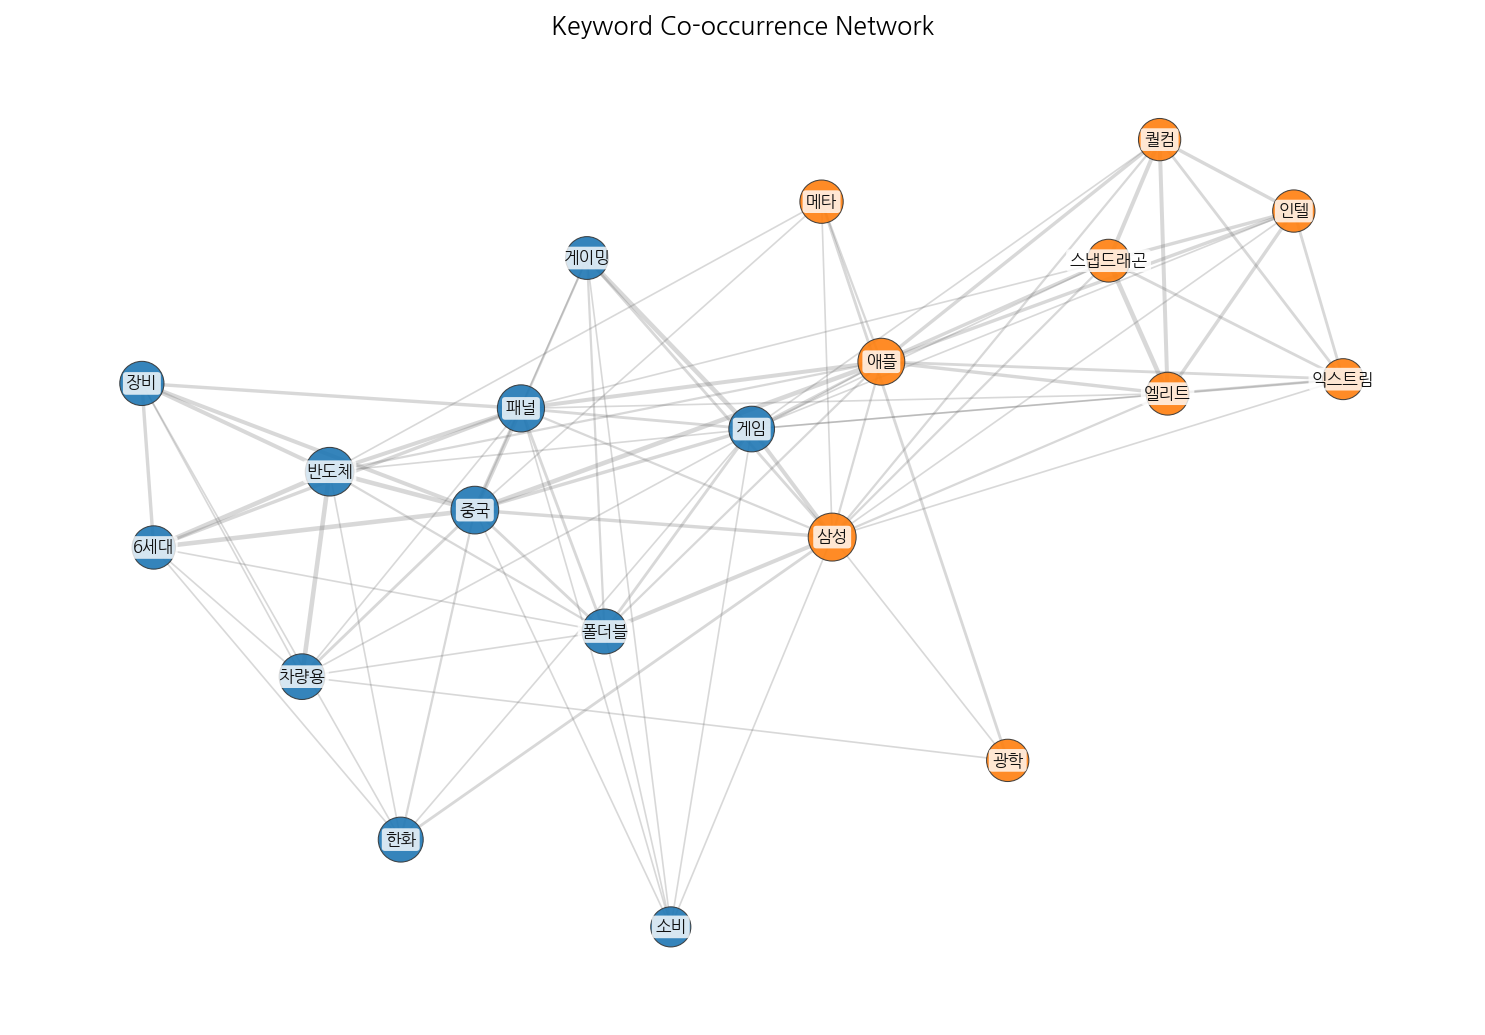 Keyword Co-occurrence Network
퀄컴
메타
인텔
게이밍
스냅드래곤
애플
장비
익스트림
엘리트
패널
게임
반도체
중국
삼성
6세대
폴더블
차량용
광학
한화
소비